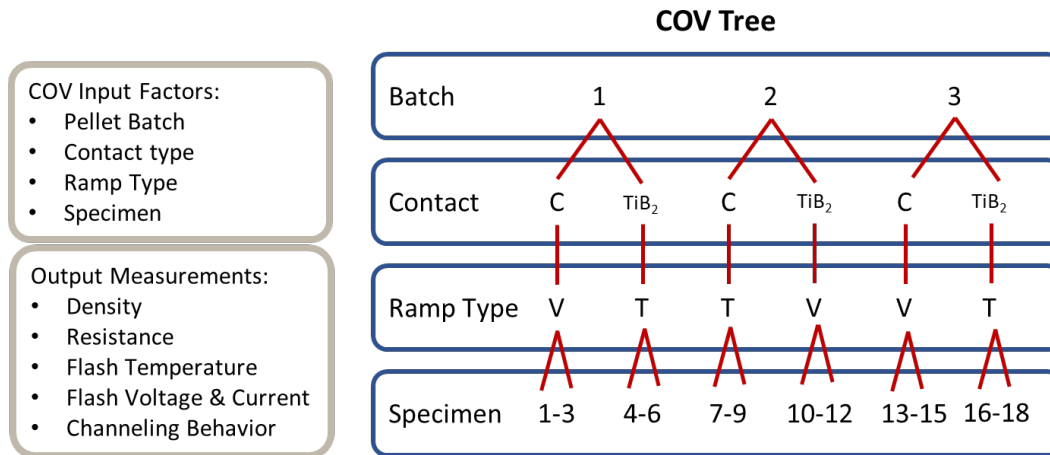 COV Tree
COV Input Factors:
• Pellet Batch
• Contact type
• Ramp Type
• Specimen
Output Measurements:
• Density
• Resistance
• Flash Temperature
• Flash Voltage & Current
• Channeling Behavior
Batch 1 2 3
Contact C TiB₂ C TiB₂ C TiB₂
Ramp Type V T T V V T
Specimen 1-3 4-6 7-9 10-12 13-15 16-18